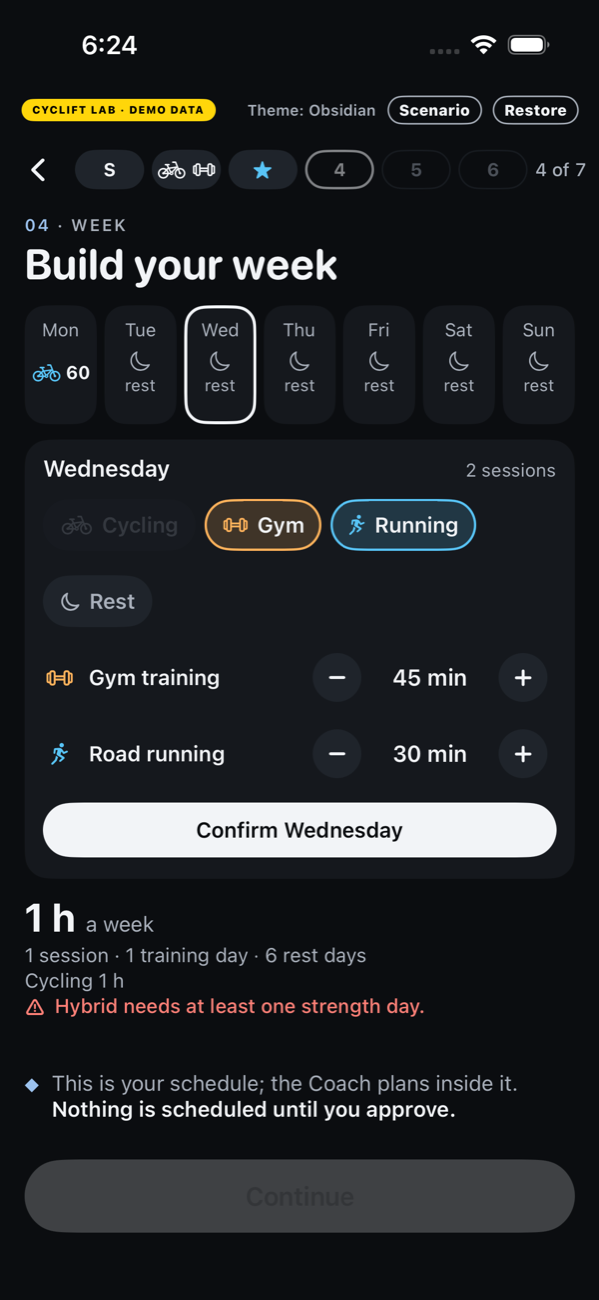 6:24
CYCLIFT LAB · DEMO DATA Theme: Obsidian Scenario Restore
S 4 5 6 4 of 7
04 · WEEK
Build your week
Mon Tue Wed Thu Fri Sat Sun
60 rest rest rest rest rest rest
Wednesday 2 sessions
Cycling Gym Running
Rest
Gym training − 45 min +
Road running − 30 min +
Confirm Wednesday
1 h a week
1 session · 1 training day · 6 rest days
Cycling 1 h
Hybrid needs at least one strength day.
This is your schedule; the Coach plans inside it.
Nothing is scheduled until you approve.
Continue